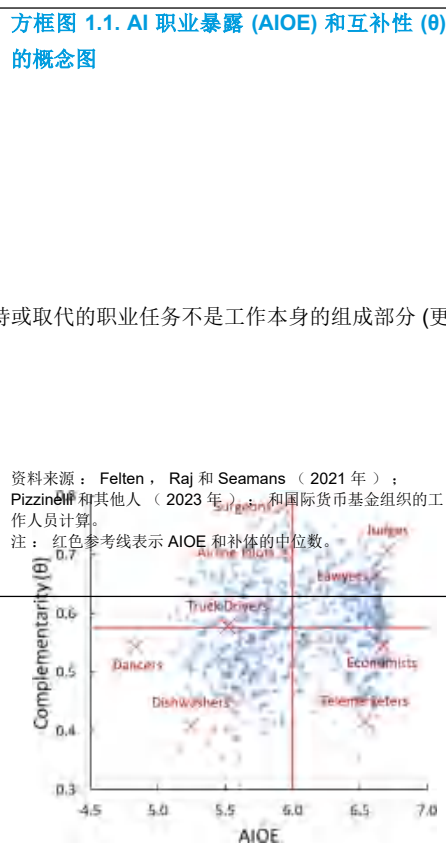 方框图 1.1. AI 职业暴露 (AIOE) 和互补性 (θ)
的概念图
持或取代的职业任务不是工作本身的组成部分 (更
资料来源 ： Felten ， Raj 和 Seamans （ 2021 年 ） ；
Pizzinelli 和其他人 （ 2023 年 ） ； 和国际货币基金组织的工
作人员计算。
注 ： 红色参考线表示 AIOE 和补体的中位数。
0.8
Surgeons
Judges
0.7
Airline Pilots
Lawyers
Complementarity(θ)
0.6
Truck Drivers
Dancers
Economists
0.5
Dishwashers
Telemarketers
0.4
0.3
4.5 5.0 5.5 6.0 6.5 7.0
AIOE